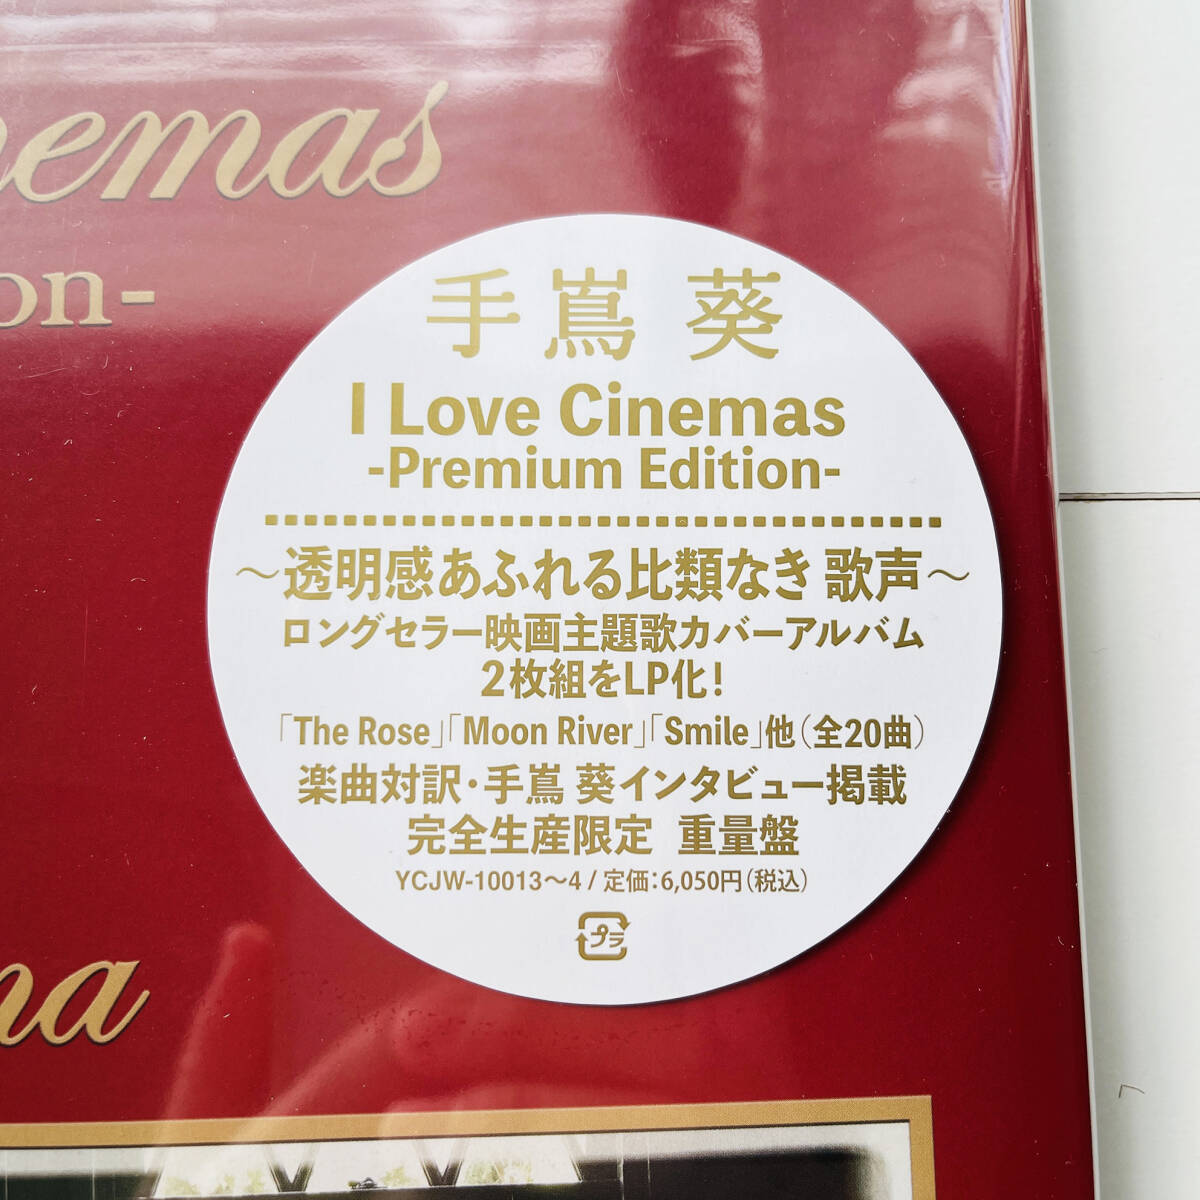 nemas
on-
手嶌 葵
I Love Cinemas
-Premium Edition-
～透明感あふれる比類なき 歌声～
ロングセラー映画主題歌カバーアルバム
2枚組をLP化！
「The Rose」「Moon River」「Smile」他（全20曲）
楽曲対訳・手嶌 葵インタビュー掲載
完全生産限定 重量盤
YCJW-10013～4 / 定価：6,050円（税込）
プラ
na